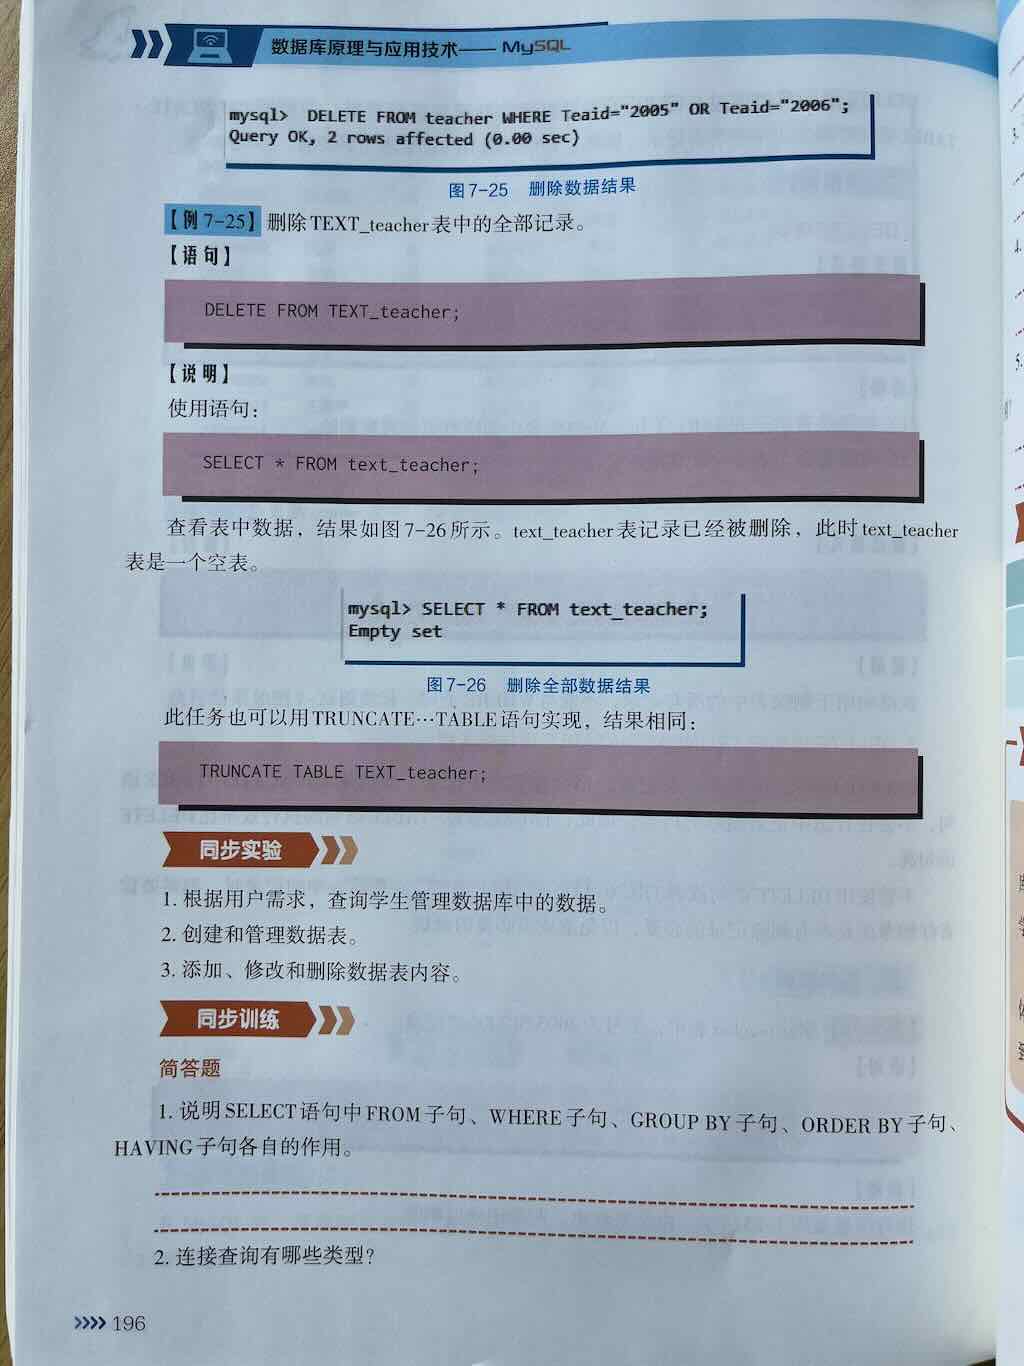 数据库原理与应用技术—— MySQL
mysql> DELETE FROM teacher WHERE Teaid="2005" OR Teaid="2006";
Query OK, 2 rows affected (0.00 sec)
图7-25 删除数据结果
【例7-25】删除TEXT_teacher表中的全部记录。
【语句】
DELETE FROM TEXT_teacher;
【说明】
使用语句：
SELECT * FROM text_teacher;
查看表中数据，结果如图7-26所示。text_teacher表记录已经被删除，此时text_teacher
表是一个空表。
mysql> SELECT * FROM text_teacher;
Empty set
图7-26 删除全部数据结果
此任务也可以用TRUNCATE…TABLE语句实现，结果相同：
TRUNCATE TABLE TEXT_teacher;
同步实验
1. 根据用户需求，查询学生管理数据库中的数据。
2. 创建和管理数据表。
3. 添加、修改和删除数据表内容。
同步训练
简答题
1. 说明SELECT语句中FROM子句、WHERE子句、GROUP BY子句、ORDER BY子句、
HAVING子句各自的作用。
2. 连接查询有哪些类型？
196